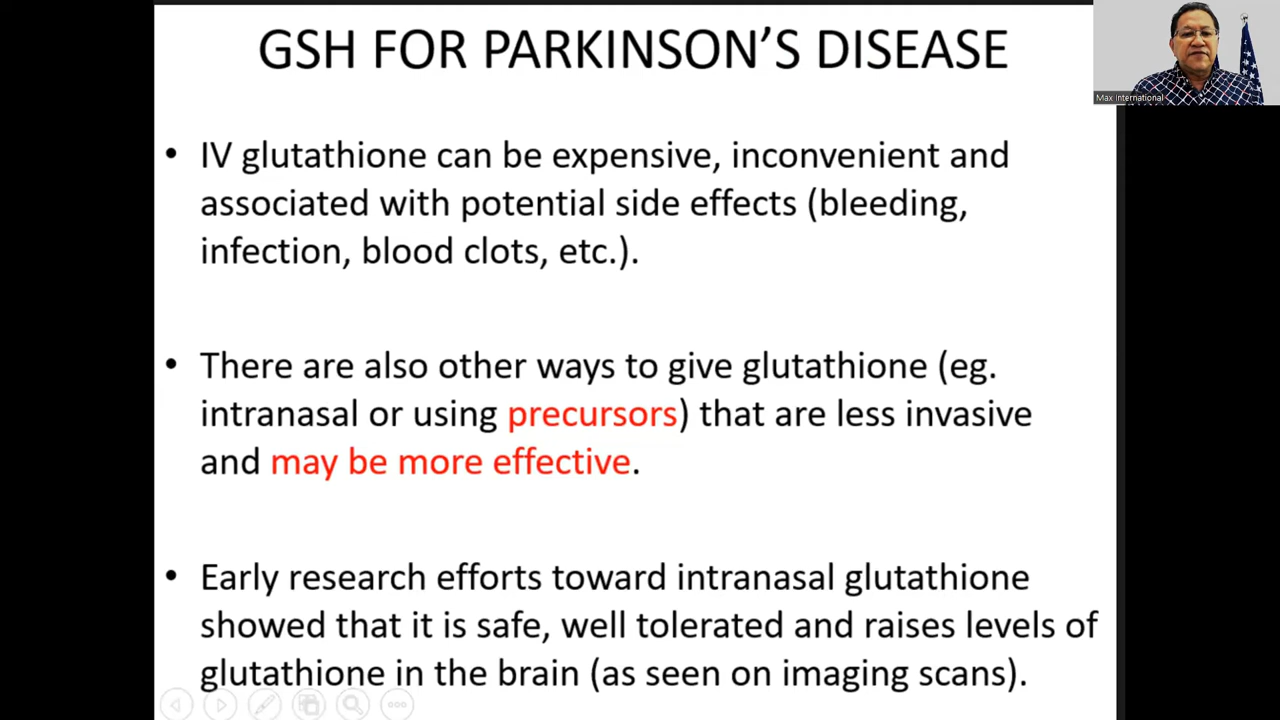 GSH FOR PARKINSON'S DISEASE
Max International
• IV glutathione can be expensive, inconvenient and
associated with potential side effects (bleeding,
infection, blood clots, etc.).
• There are also other ways to give glutathione (eg.
intranasal or using precursors) that are less invasive
and may be more effective.
• Early research efforts toward intranasal glutathione
showed that it is safe, well tolerated and raises levels of
glutathione in the brain (as seen on imaging scans).